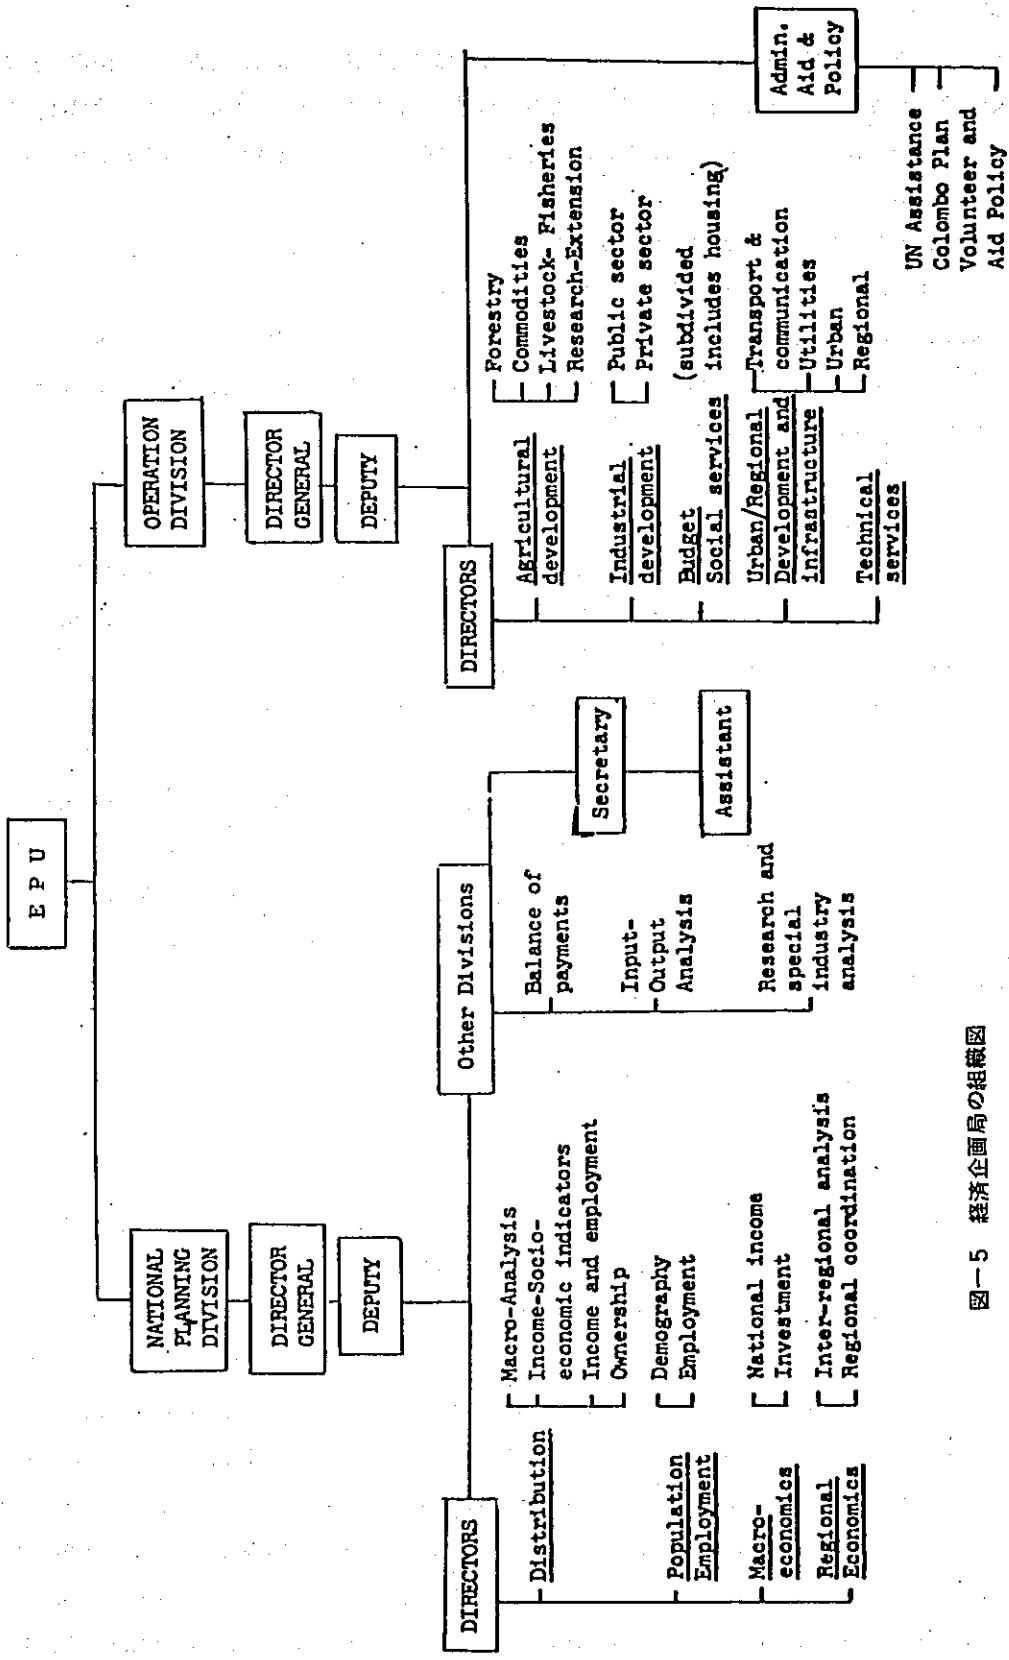 E P U
NATIONAL
PLANNING
DIVISION
DIRECTOR
GENERAL
DEPUTY
DIRECTORS
Distribution
Macro-Analysis
Income-Socio-
economic indicators
Income and employment
Ownership
Population
Employment
Demography
Employment
Macro-
economics
National income
Investment
Regional
Economics
Inter-regional analysis
Regional coordination
Other Divisions
Balance of
payments
Input-
Output
Analysis
Research and
special
industry
analysis
Secretary
Assistant
OPERATION
DIVISION
DIRECTOR
GENERAL
DEPUTY
DIRECTORS
Agricultural
development
Forestry
Commodities
Livestock- Fisheries
Research-Extension
Industrial
development
Public sector
Private sector
Budget
Social services
(subdivided
includes housing)
Urban/Regional
Development and
infrastructure
Transport &
communication
Utilities
Urban
Regional
Technical
services
Admin.
Aid &
Policy
UN Assistance
Colombo Plan
Volunteer and
Aid Policy
図—5 経済企画局の組織図